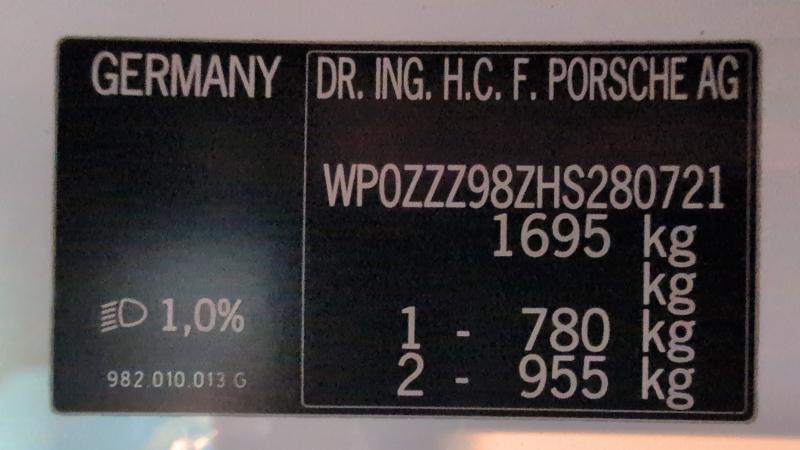 GERMANY
1,0%
982.010.013 G
DR. ING. H.C. F. PORSCHE AG
WP0ZZZ98ZHS280721
1695 kg
kg
1 - 780 kg
2 - 955 kg